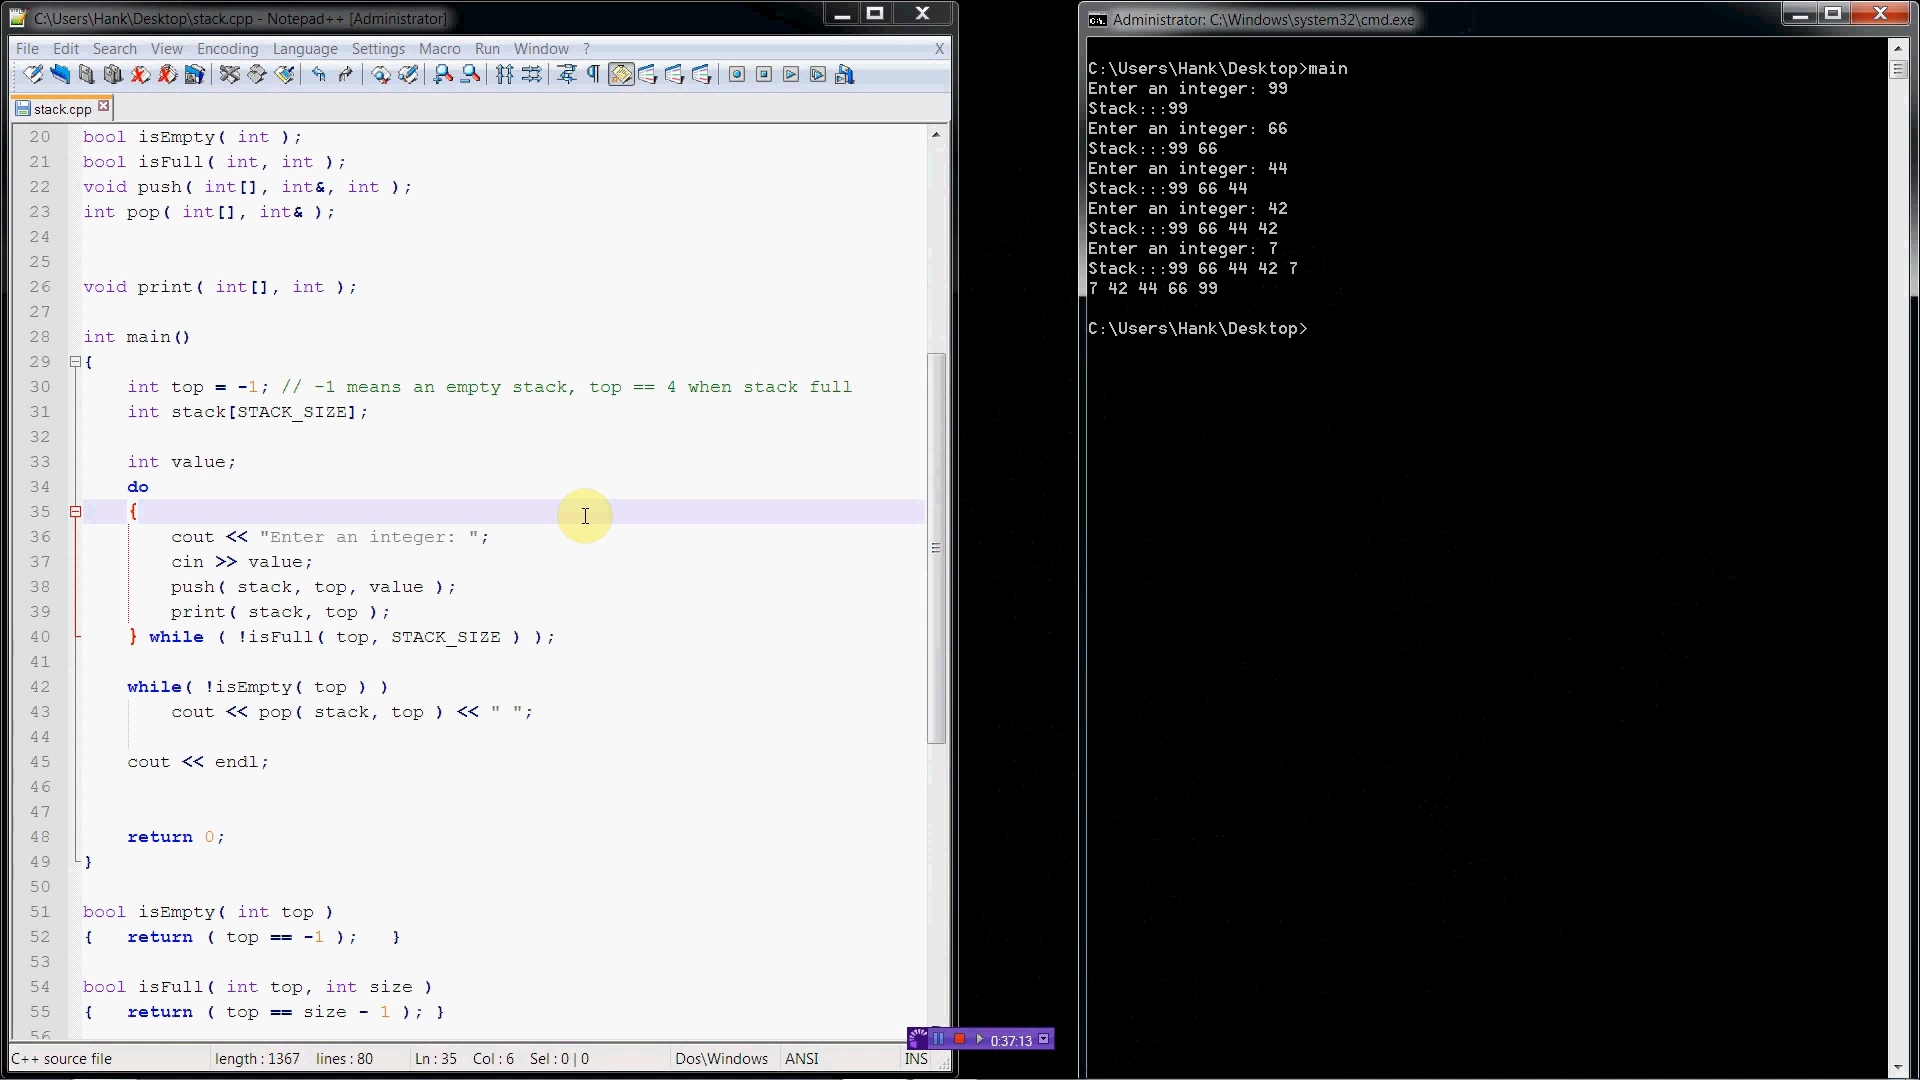 C:\Users\Hank\Desktop\stack.cpp - Notepad++ [Administrator]
File Edit Search View Encoding Language Settings Macro Run Window ? X
stack.cpp
20 bool isEmpty( int );
21 bool isFull( int, int );
22 void push( int[], int&, int );
23 int pop( int[], int& );
24
25
26 void print( int[], int );
27
28 int main()
29 {
30 int top = -1; // -1 means an empty stack, top == 4 when stack full
31 int stack[STACK_SIZE];
32
33 int value;
34 do
35 {
36 cout << "Enter an integer: ";
37 cin >> value;
38 push( stack, top, value );
39 print( stack, top );
40 } while ( !isFull( top, STACK_SIZE ) );
41
42 while( !isEmpty( top ) )
43 cout << pop( stack, top ) << " ";
44
45 cout << endl;
46
47
48 return 0;
49 }
50
51 bool isEmpty( int top )
52 { return ( top == -1 ); }
53
54 bool isFull( int top, int size )
55 { return ( top == size - 1 ); }
56
C++ source file length : 1367 lines : 80 Ln : 35 Col : 6 Sel : 0 | 0 Dos\Windows ANSI INS
0:37:13
Administrator: C:\Windows\system32\cmd.exe
C:\Users\Hank\Desktop>main
Enter an integer: 99
Stack:::99
Enter an integer: 66
Stack:::99 66
Enter an integer: 44
Stack:::99 66 44
Enter an integer: 42
Stack:::99 66 44 42
Enter an integer: 7
Stack:::99 66 44 42 7
7 42 44 66 99
C:\Users\Hank\Desktop>